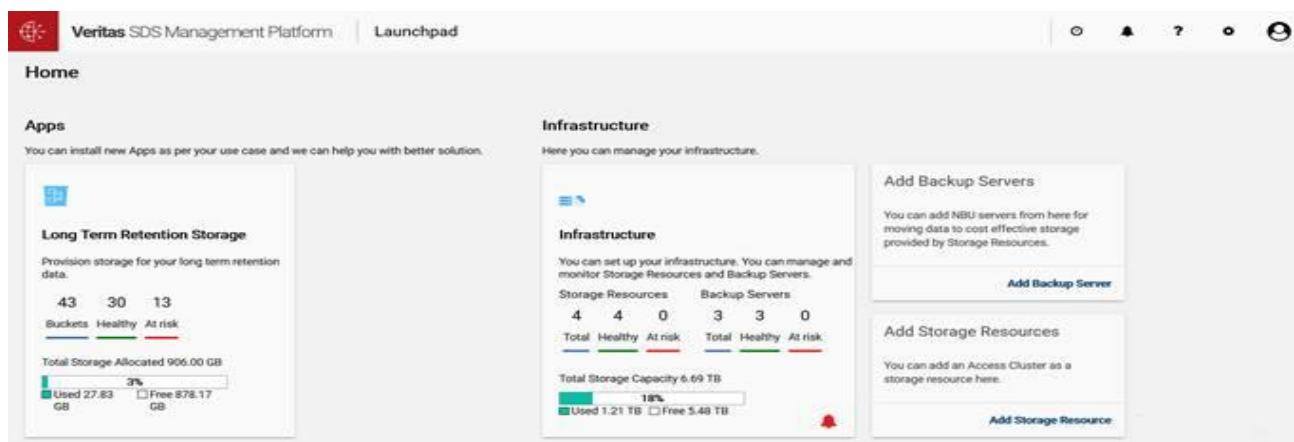 Veritas SDS Management Platform Launchpad
?
Home
Apps
You can install new Apps as per your use case and we can help you with better solution.
Long Term Retention Storage
Provision storage for your long term retention
data.
43 30 13
Buckets Healthy At risk
Total Storage Allocated 906.00 GB
3%
Used 27.83 Free 878.17
GB GB
Infrastructure
Here you can manage your infrastructure.
Infrastructure
You can set up your infrastructure. You can manage and
monitor Storage Resources and Backup Servers.
Storage Resources Backup Servers
4 4 0 3 3 0
Total Healthy At risk Total Healthy At risk
Total Storage Capacity 6.69 TB
18%
Used 1.21 TB Free 5.48 TB
Add Backup Servers
You can add NBU servers from here for
moving data to cost effective storage
provided by Storage Resources.
Add Backup Server
Add Storage Resources
You can add an Access Cluster as a
storage resource here.
Add Storage Resource